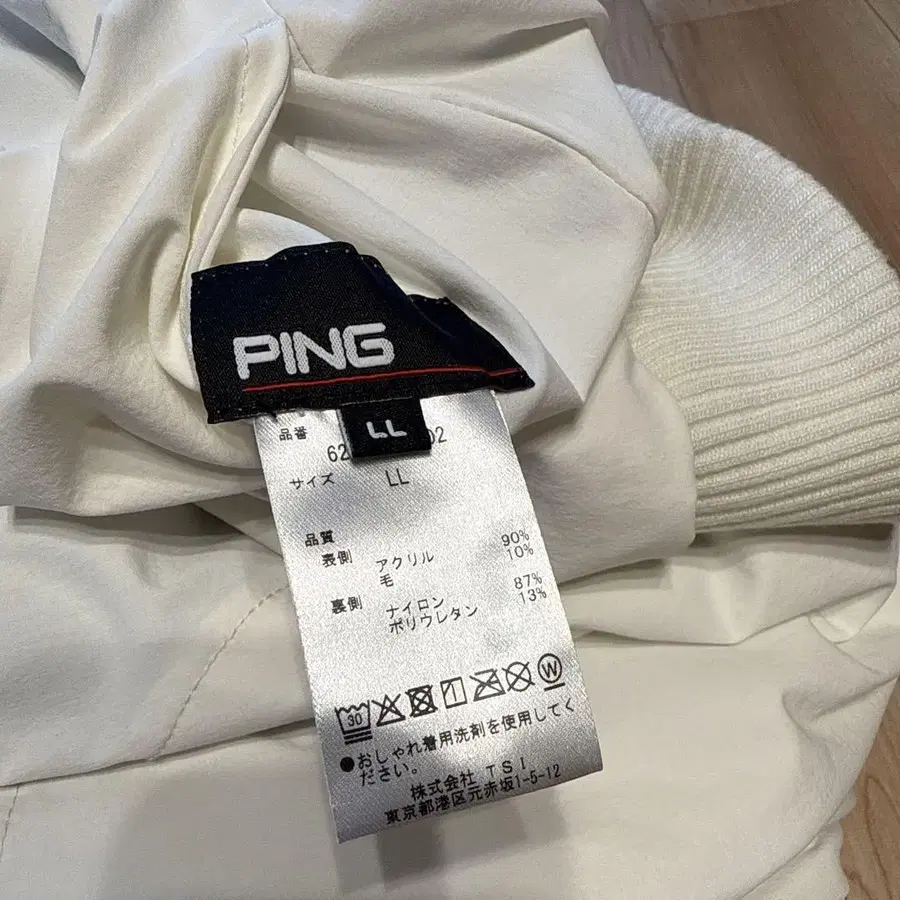 PING
LL
品番
62 02
サイズ LL
品質
表側 アクリル 90%
毛 10%
裏側 ナイロン 87%
ポリウレタン 13%
30 W
●おしゃれ着用洗剤を使用してく
ださい。
株式会社 TSI
東京都港区元赤坂1-5-12